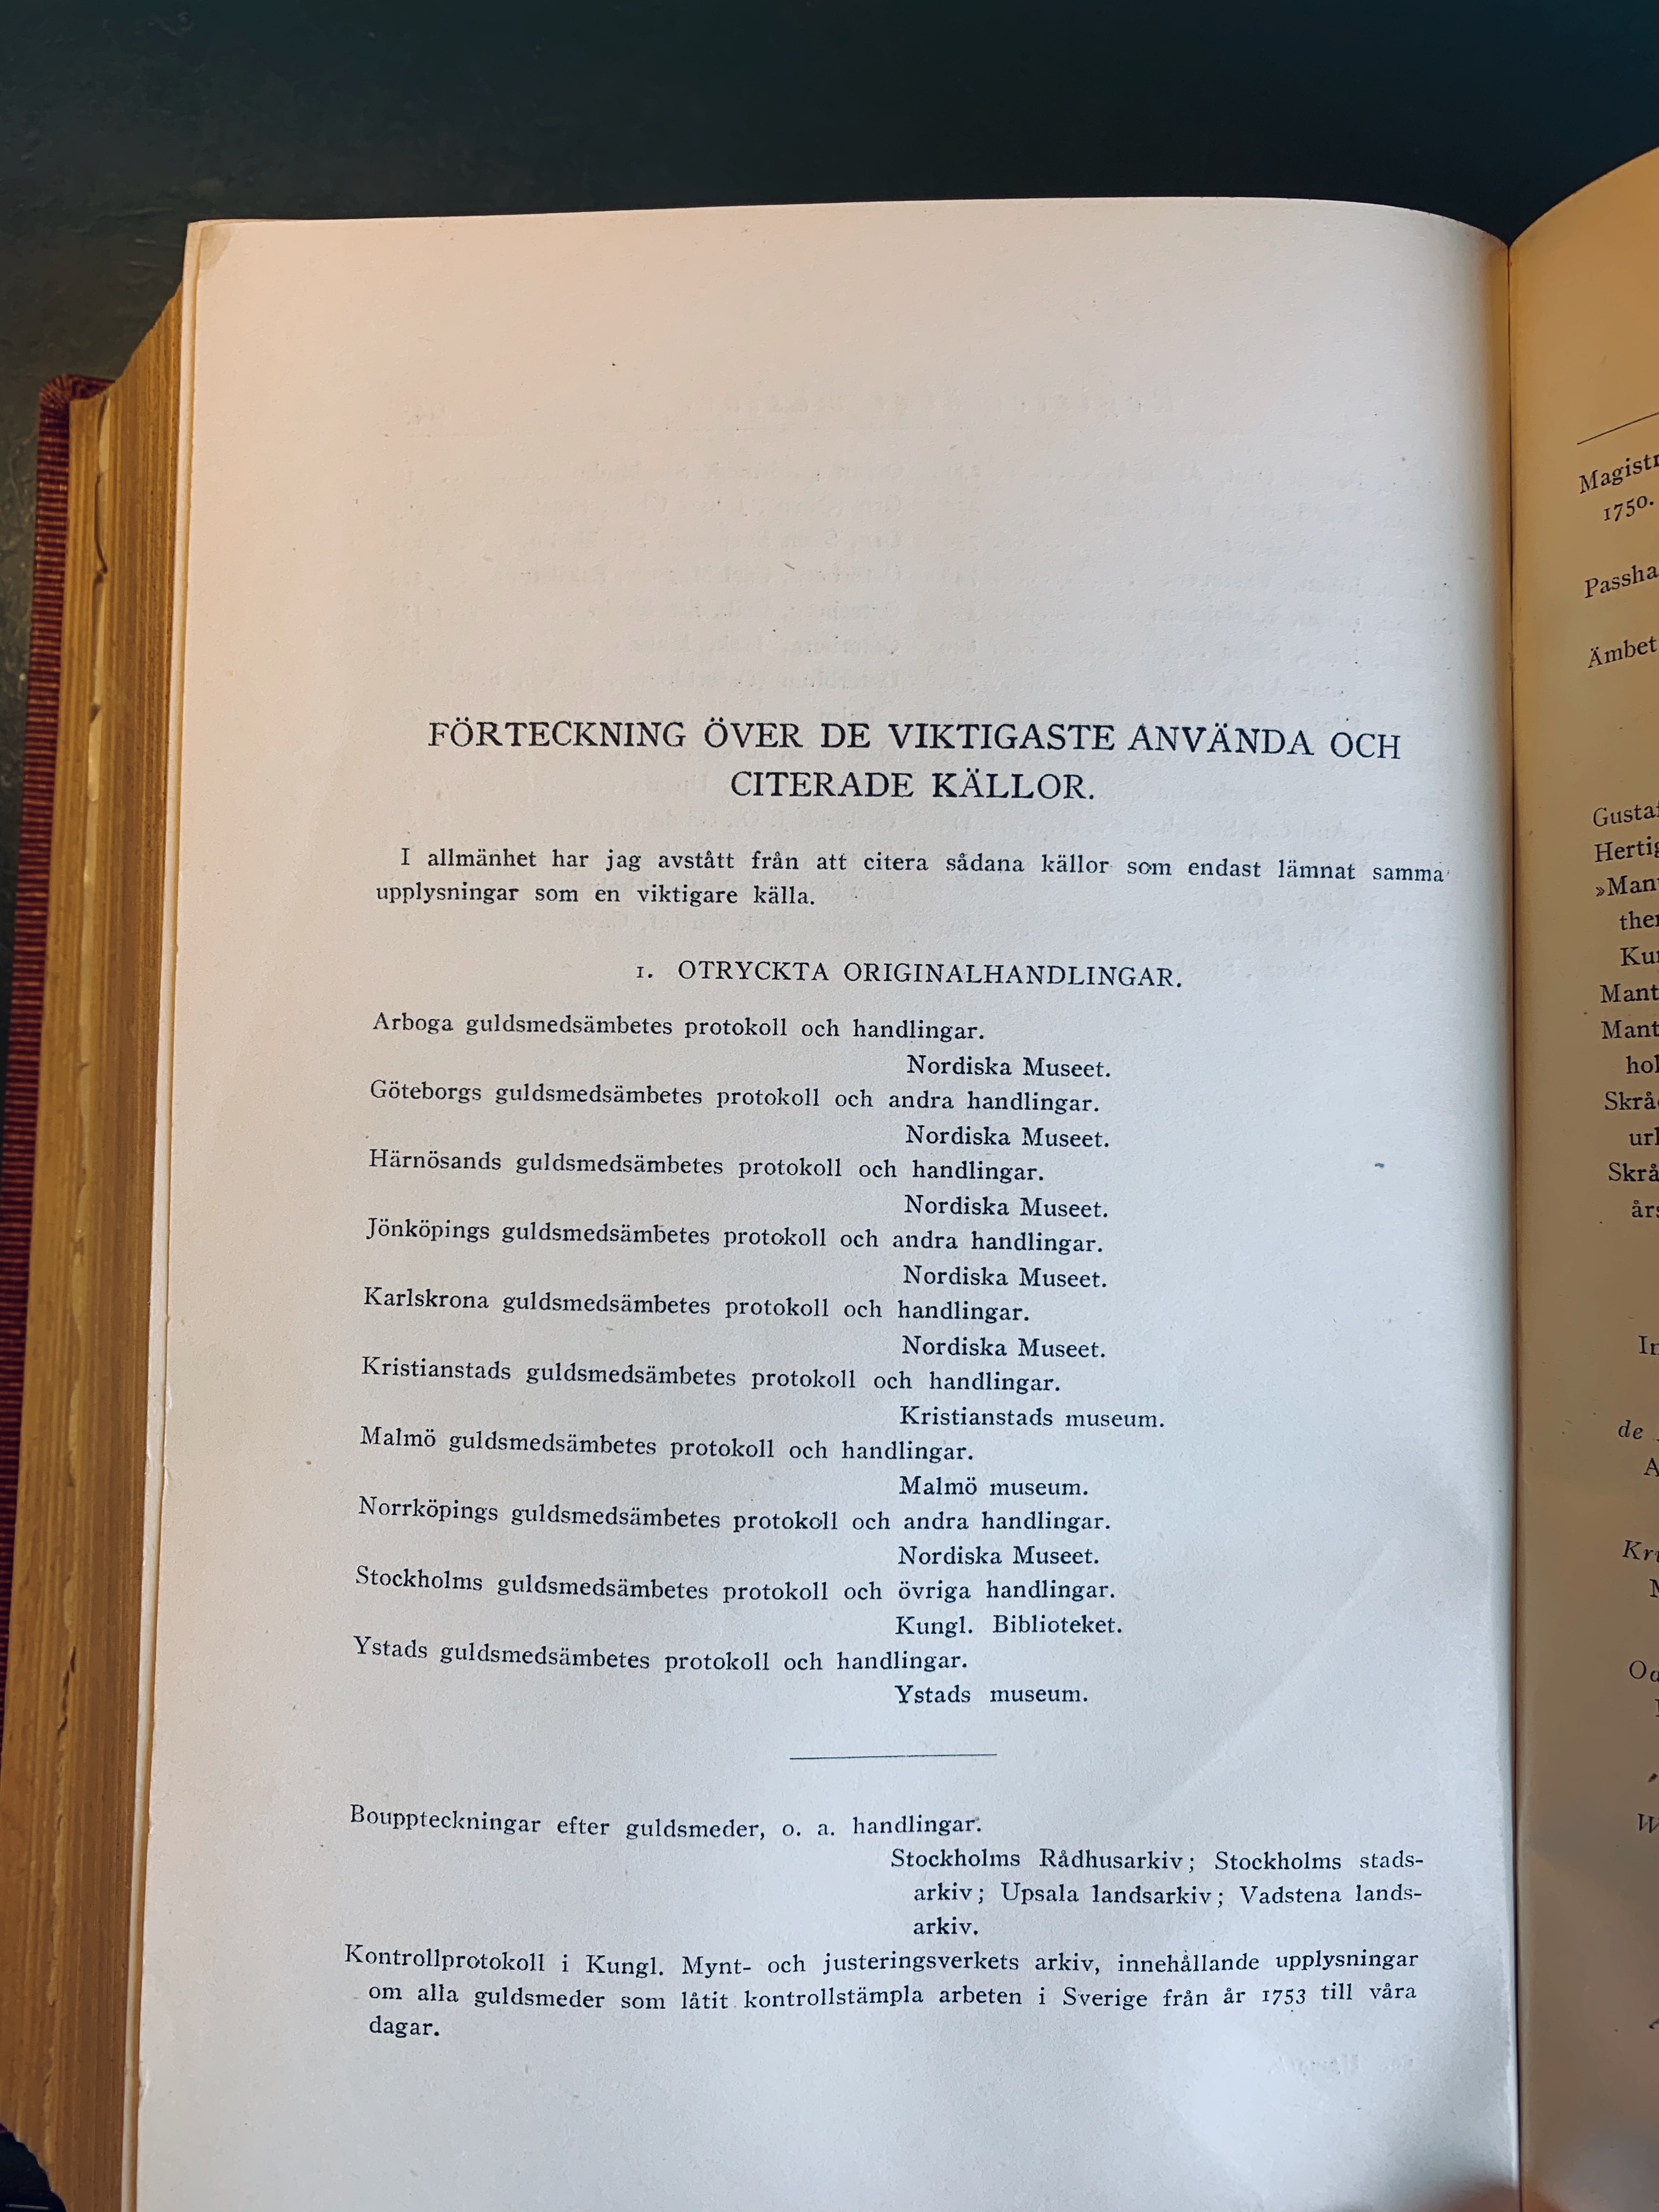 FÖRTECKNING ÖVER DE VIKTIGASTE ANVÄNDA OCH
CITERADE KÄLLOR.
I allmänhet har jag avstått från att citera sådana källor som endast lämnat samma
upplysningar som en viktigare källa.
1. OTRYCKTA ORIGINALHANDLINGAR.
Arboga guldsmedsämbetes protokoll och handlingar.
Nordiska Museet.
Göteborgs guldsmedsämbetes protokoll och andra handlingar.
Nordiska Museet.
Härnösands guldsmedsämbetes protokoll och handlingar.
Nordiska Museet.
Jönköpings guldsmedsämbetes protokoll och andra handlingar.
Nordiska Museet.
Karlskrona guldsmedsämbetes protokoll och handlingar.
Nordiska Museet.
Kristianstads guldsmedsämbetes protokoll och handlingar.
Kristianstads museum.
Malmö guldsmedsämbetes protokoll och handlingar.
Malmö museum.
Norrköpings guldsmedsämbetes protokoll och andra handlingar.
Nordiska Museet.
Stockholms guldsmedsämbetes protokoll och övriga handlingar.
Kungl. Biblioteket.
Ystads guldsmedsämbetes protokoll och handlingar.
Ystads museum.
Bouppteckningar efter guldsmeder, o. a. handlingar.
Stockholms Rådhusarkiv; Stockholms stads-
arkiv; Upsala landsarkiv; Vadstena lands-
arkiv.
Kontrollprotokoll i Kungl. Mynt- och justeringsverkets arkiv, innehållande upplysningar
om alla guldsmeder som låtit kontrollstämpla arbeten i Sverige från år 1753 till våra
dagar.
Magistr
1750.
Passha
Ämbet
Gustaf
Hertig
»Man
ther
Kun
Mant
Mant
hol
Skrå
url
Skrå
års
de